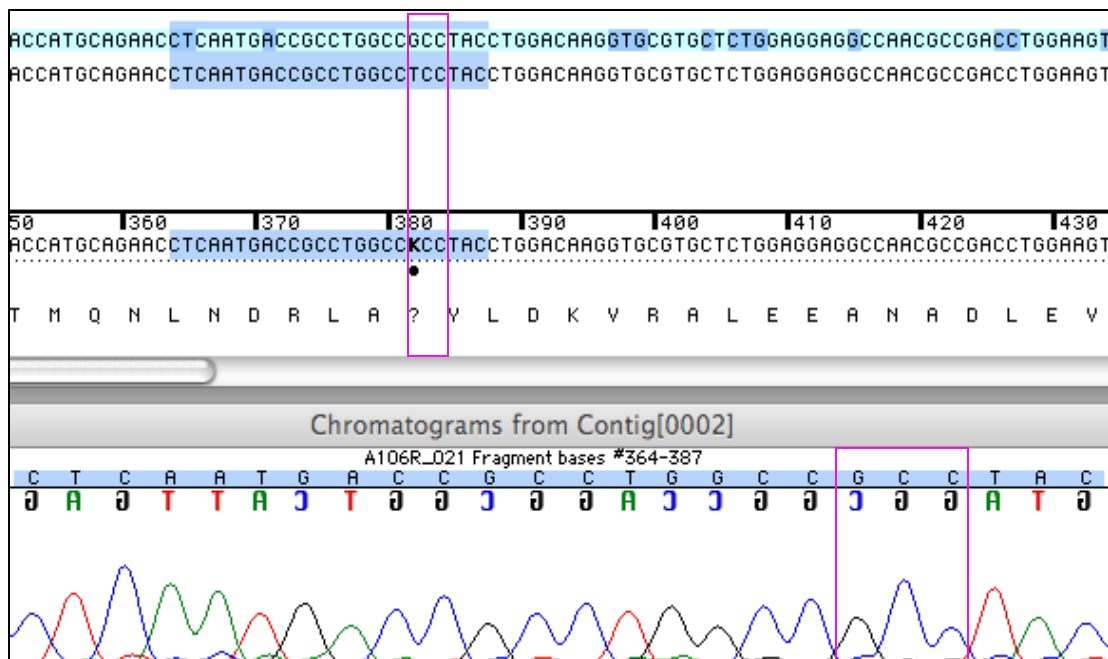 ACCATGCAGAACCTCAATGACCGCCTGGCCGCCTACCTGGACAAGGTGCGTGCTCTGGAGGAGGCCAACGCCGACCTGGAAGT
ACCATGCAGAACCTCAATGACCGCCTGGCCTCCTACCTGGACAAGGTGCGTGCTCTGGAGGAGGCCAACGCCGACCTGGAAGT
50 360 370 380 390 400 410 420 430
ACCATGCAGAACCTCAATGACCGCCTGGCCKCCTACCTGGACAAGGTGCGTGCTCTGGAGGAGGCCAACGCCGACCTGGAAGT
T M Q N L N D R L A ? Y L D K V R A L E E A N A D L E V
Chromatograms from Contig[0002]
A106R_021 Fragment bases #364-387
C T C A A T G A C C G C C T G G C C G C C T A C
G A G T T A C T G G C G G A C C G G C G G A T G